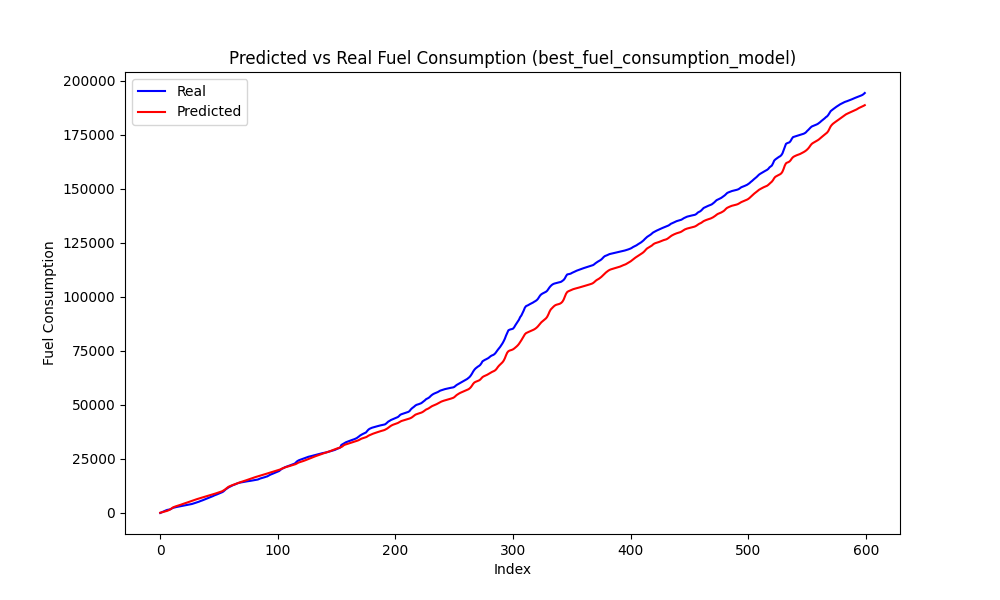 Predicted vs Real Fuel Consumption (best_fuel_consumption_model)
Real
Predicted
200000
175000
150000
125000
100000
75000
50000
25000
0
Fuel Consumption
0 100 200 300 400 500 600
Index